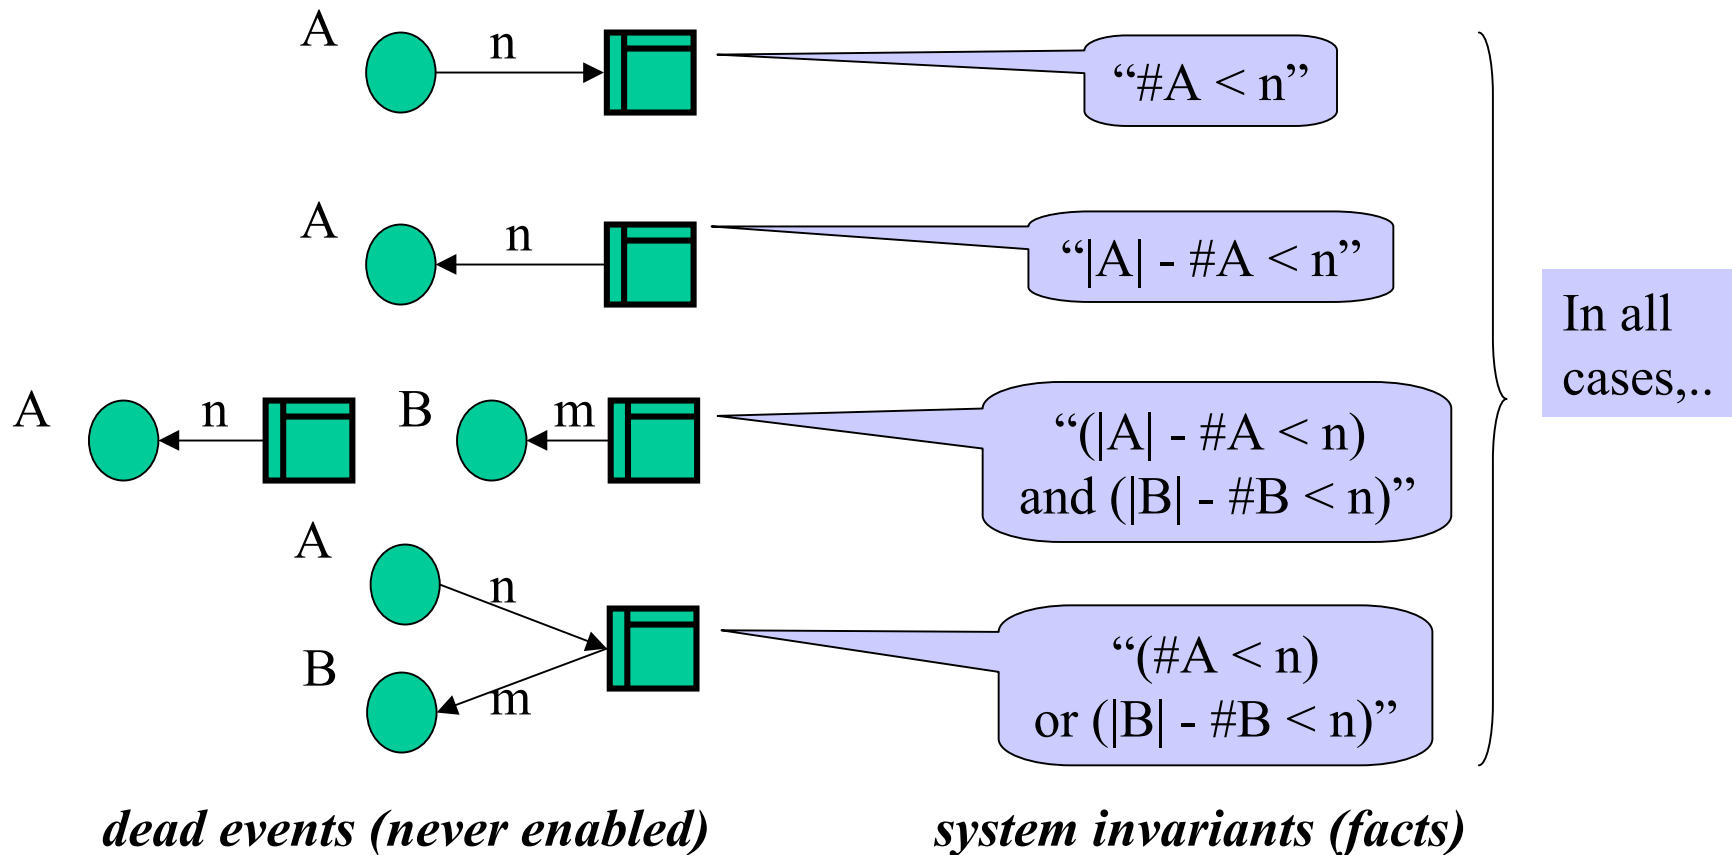 A
n
“#A < n”
A
n
“|A| - #A < n”
In all
cases,..
A
n
B
m
“(|A| - #A < n)
and (|B| - #B < n)”
A
n
B
m
“(#A < n)
or (|B| - #B < n)”
dead events (never enabled)
system invariants (facts)